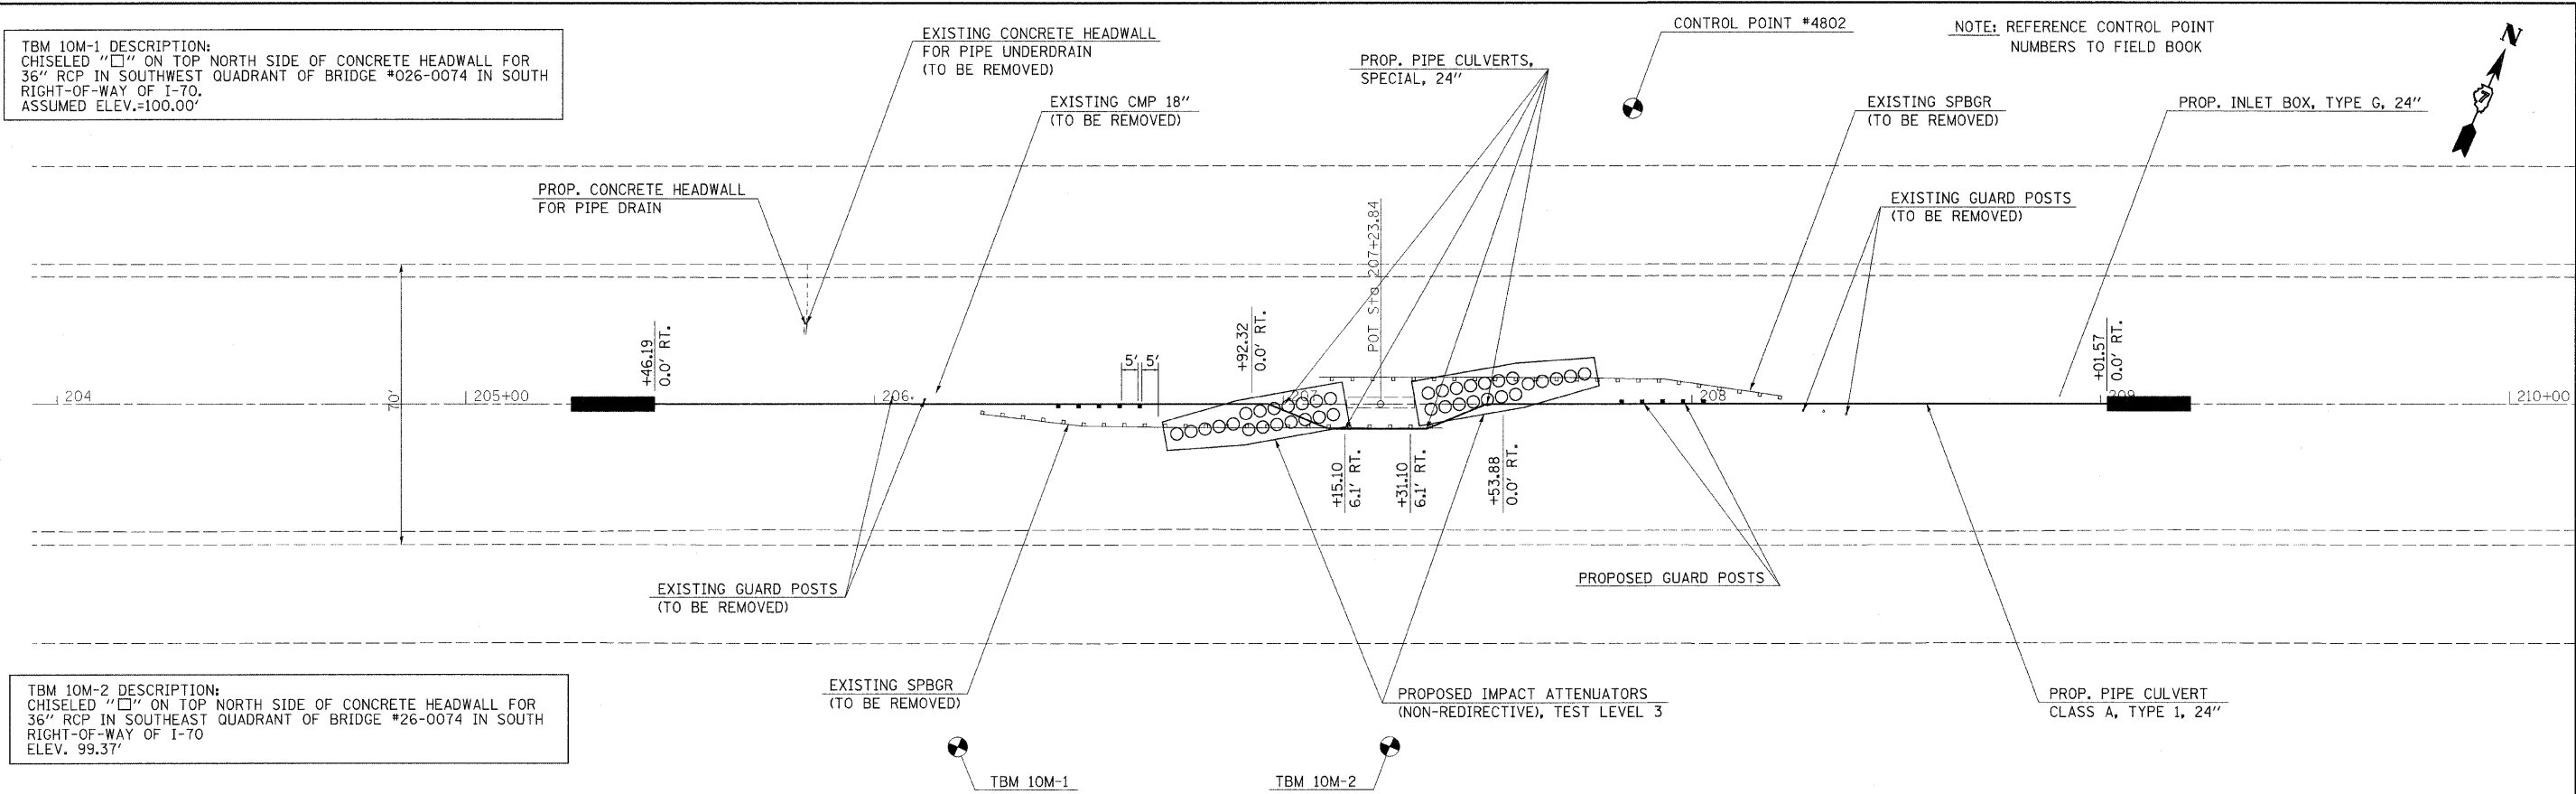 TBM 10M-1 DESCRIPTION:
CHISELED "□" ON TOP NORTH SIDE OF CONCRETE HEADWALL FOR
36" RCP IN SOUTHWEST QUADRANT OF BRIDGE #026-0074 IN SOUTH
RIGHT-OF-WAY OF I-70.
ASSUMED ELEV.=100.00'
EXISTING CONCRETE HEADWALL
FOR PIPE UNDERDRAIN
(TO BE REMOVED)
EXISTING CMP 18"
(TO BE REMOVED)
PROP. PIPE CULVERTS,
SPECIAL, 24"
CONTROL POINT #4802
NOTE: REFERENCE CONTROL POINT
NUMBERS TO FIELD BOOK
N
7
EXISTING SPBGR
(TO BE REMOVED)
PROP. INLET BOX, TYPE G, 24"
PROP. CONCRETE HEADWALL
FOR PIPE DRAIN
EXISTING GUARD POSTS
(TO BE REMOVED)
POT Sta 207+23.84
+46.19
0.0' RT.
+92.32
0.0' RT.
+01.57
0.0' RT.
5' 5'
70'
204
205+00
206
207
208
209
210+00
+15.10
6.1' RT.
+31.10
6.1' RT.
+53.88
0.0' RT.
EXISTING GUARD POSTS
(TO BE REMOVED)
PROPOSED GUARD POSTS
EXISTING SPBGR
(TO BE REMOVED)
PROPOSED IMPACT ATTENUATORS
(NON-REDIRECTIVE), TEST LEVEL 3
PROP. PIPE CULVERT
CLASS A, TYPE 1, 24"
TBM 10M-2 DESCRIPTION:
CHISELED "□" ON TOP NORTH SIDE OF CONCRETE HEADWALL FOR
36" RCP IN SOUTHEAST QUADRANT OF BRIDGE #26-0074 IN SOUTH
RIGHT-OF-WAY OF I-70
ELEV. 99.37'
TBM 10M-1
TBM 10M-2